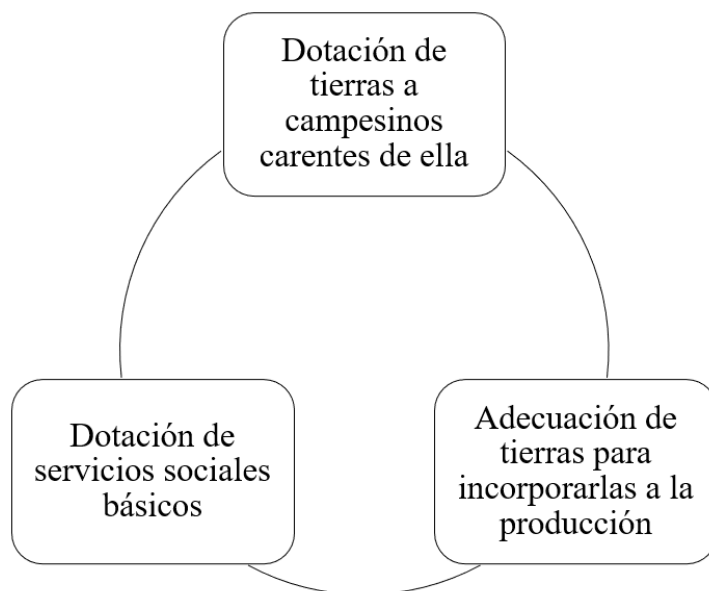 Dotación de
tierras a
campesinos
carentes de ella
Adecuación de
tierras para
incorporarlas a la
producción
Dotación de
servicios sociales
básicos